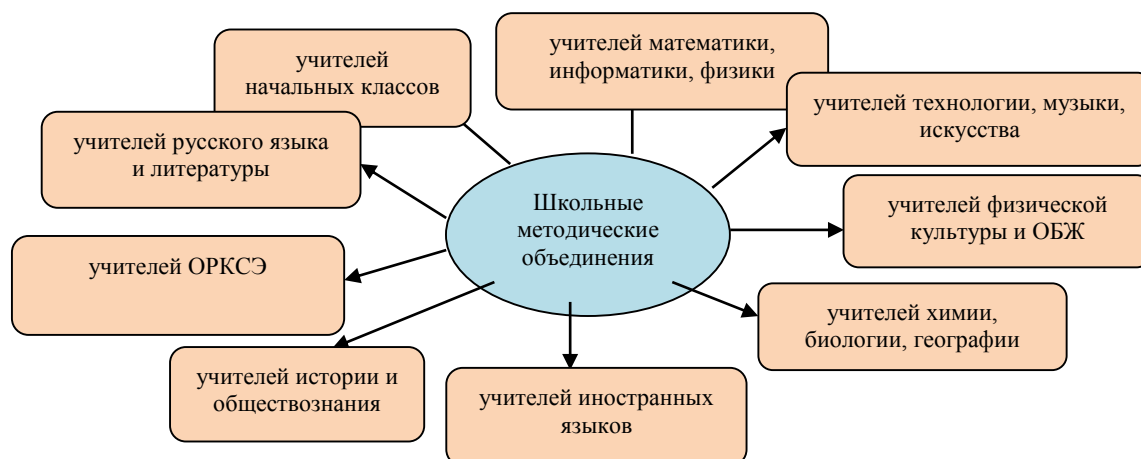 учителей
начальных классов
учителей математики,
информатики, физики
учителей технологии, музыки,
искусства
учителей русского языка
и литературы
Школьные
методические
объединения
учителей физической
культуры и ОБЖ
учителей ОРКСЭ
учителей химии,
биологии, географии
учителей истории и
обществознания
учителей иностранных
языков